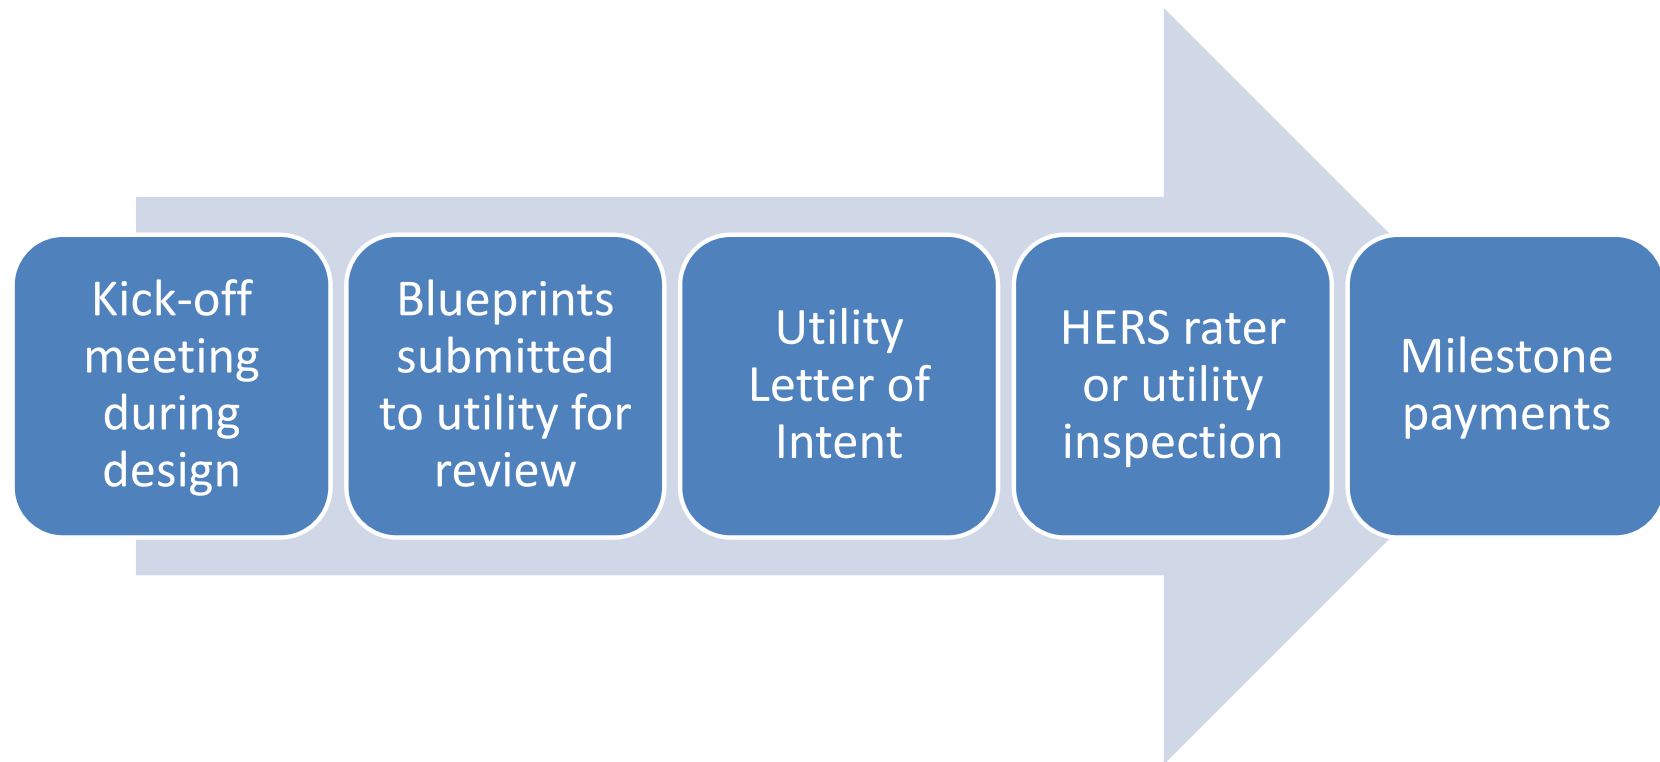 Kick-off
meeting
during
design
Blueprints
submitted
to utility for
review
Utility
Letter of
Intent
HERS rater
or utility
inspection
Milestone
payments